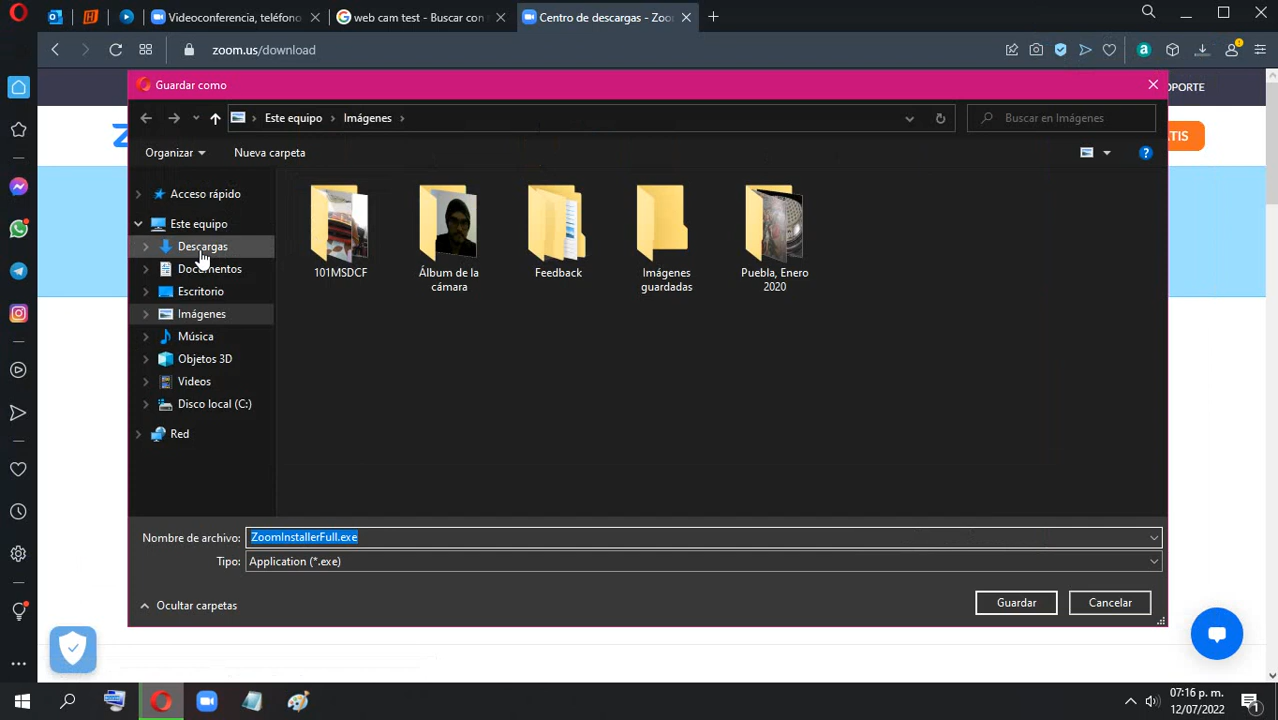 Videoconferencia, teléfono
web cam test - Buscar con
Centro de descargas - Zoo
zoom.us/download
OPORTE
TIS
Guardar como
Este equipo
Imágenes
Buscar en Imágenes
Organizar
Nueva carpeta
Acceso rápido
Este equipo
Descargas
Documentos
Escritorio
Imágenes
Música
Objetos 3D
Videos
Disco local (C:)
Red
101MSDCF
Álbum de la
cámara
Feedback
Imágenes
guardadas
Puebla, Enero
2020
Nombre de archivo:
ZoomInstallerFull.exe
Tipo:
Application (*.exe)
Ocultar carpetas
Guardar
Cancelar
07:16 p. m.
12/07/2022
1